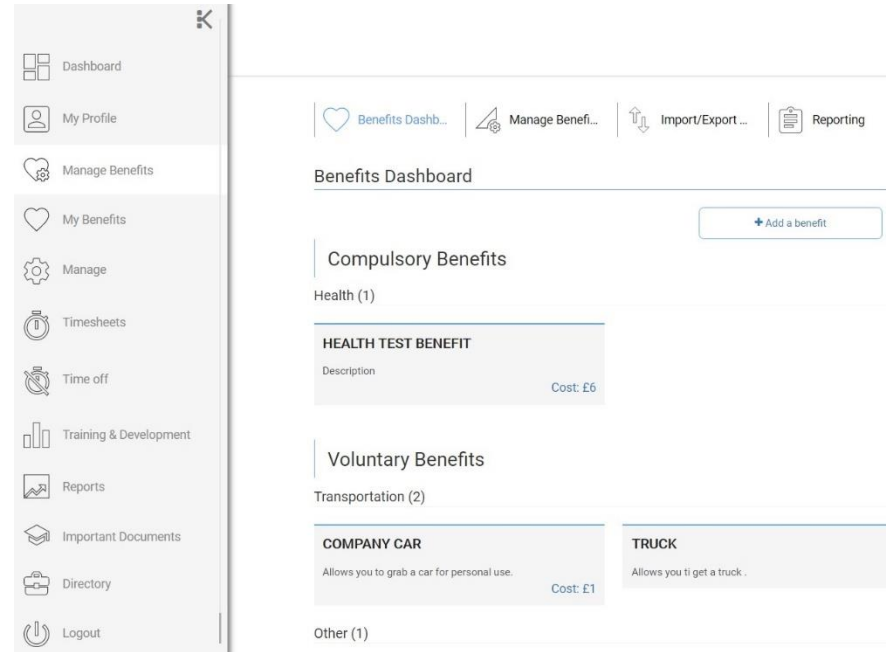 Dashboard
My Profile
Manage Benefits
My Benefits
Manage
Timesheets
Time off
Training & Development
Reports
Important Documents
Directory
Logout
Benefits Dashb...
Manage Benefi...
Import/Export ...
Reporting
Benefits Dashboard
+ Add a benefit
Compulsory Benefits
Health (1)
HEALTH TEST BENEFIT
Description
Cost: £6
Voluntary Benefits
Transportation (2)
COMPANY CAR
Allows you to grab a car for personal use.
Cost: £1
TRUCK
Allows you ti get a truck .
Other (1)